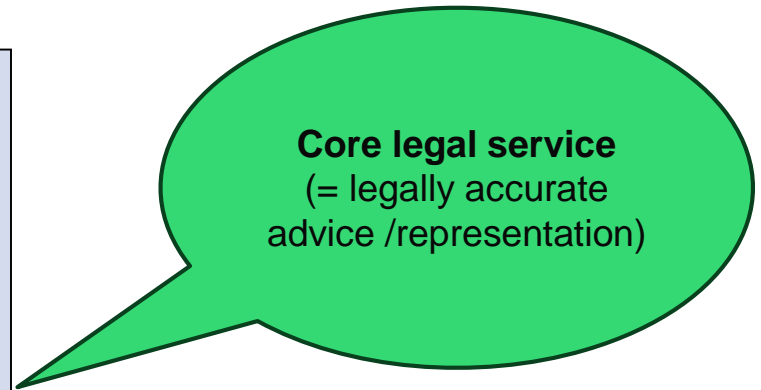 Core legal service
(= legally accurate
advice /representation)